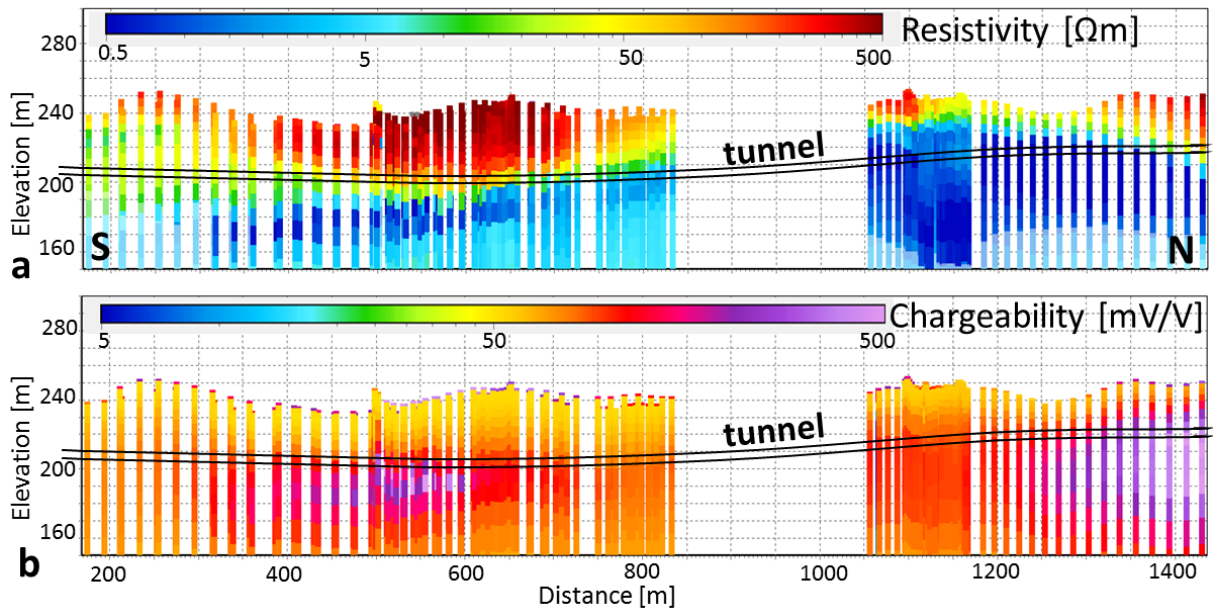 280
Resistivity [Ωm]
0.5 5 50 500
240
Elevation [m]
tunnel
200
160
S
N
a
280
Chargeability [mV/V]
5 50 500
240
Elevation [m]
tunnel
200
160
b
200 400 600 800 1000 1200 1400
Distance [m]